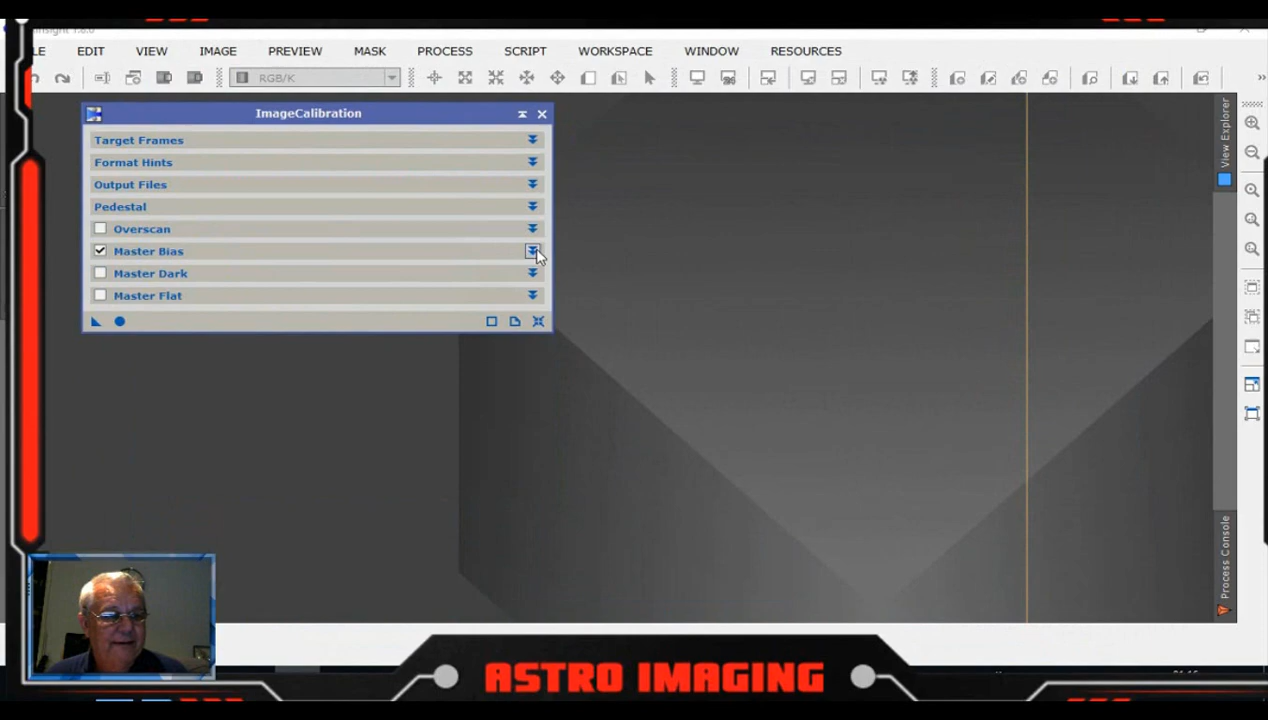 EDIT VIEW IMAGE PREVIEW MASK PROCESS SCRIPT WORKSPACE WINDOW RESOURCES
RGB/K
ImageCalibration
Target Frames
Format Hints
Output Files
Pedestal
Overscan
Master Bias
Master Dark
Master Flat
View Explorer
Process Console
ASTRO IMAGING